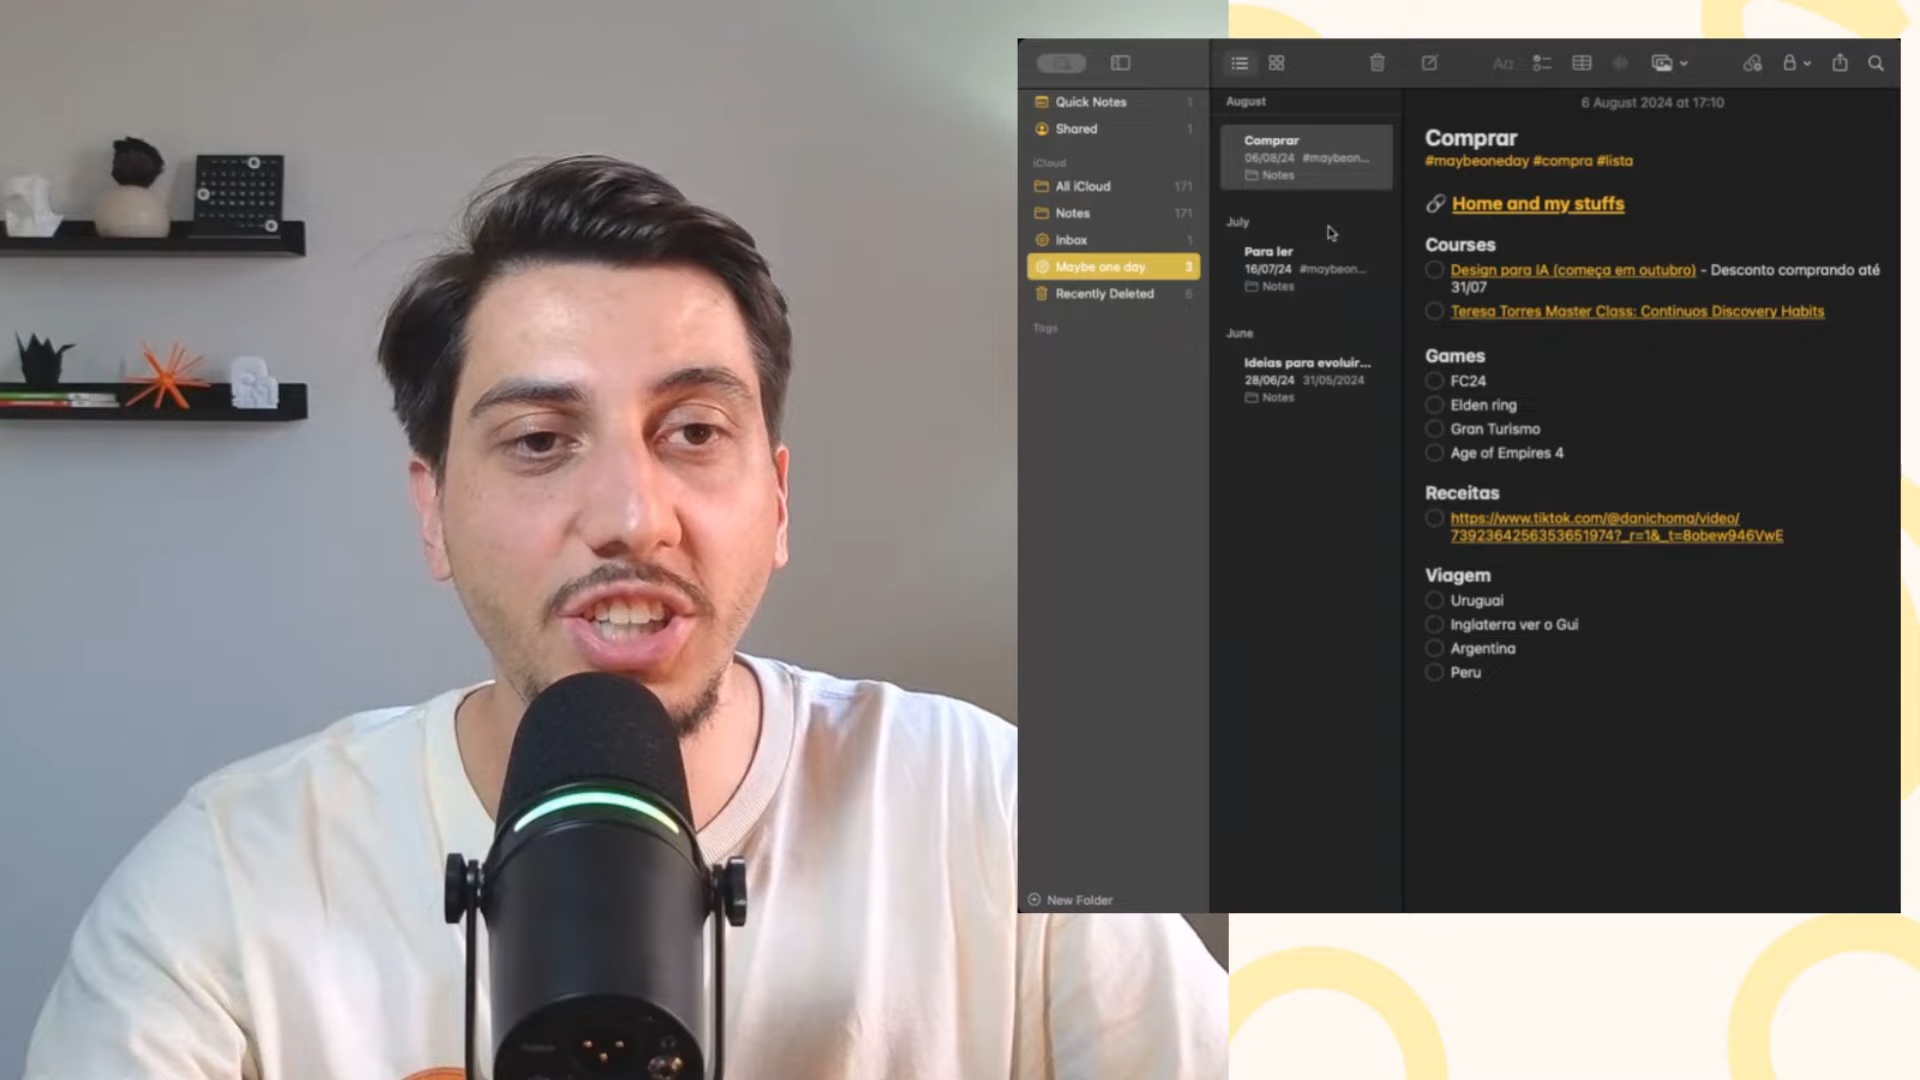 Quick Notes 1
Shared 1
iCloud
All iCloud 171
Notes 171
Inbox 1
Maybe one day 3
Recently Deleted 6
Tags
New Folder
August
Comprar
06/08/24 #maybeon...
Notes
July
Para ler
16/07/24 #maybeon...
Notes
June
Ideias para evoluir...
28/06/24 31/05/2024
Notes
Aa
6 August 2024 at 17:10
Comprar
#maybeoneday #compra #lista
Home and my stuffs
Courses
Design para IA (começa em outubro) - Desconto comprando até
31/07
Teresa Torres Master Class: Continuos Discovery Habits
Games
FC24
Elden ring
Gran Turismo
Age of Empires 4
Receitas
https://www.tiktok.com/@danichoma/video/
7392364256353651974?_r=1&_t=8obew946VwE
Viagem
Uruguai
Inglaterra ver o Gui
Argentina
Peru